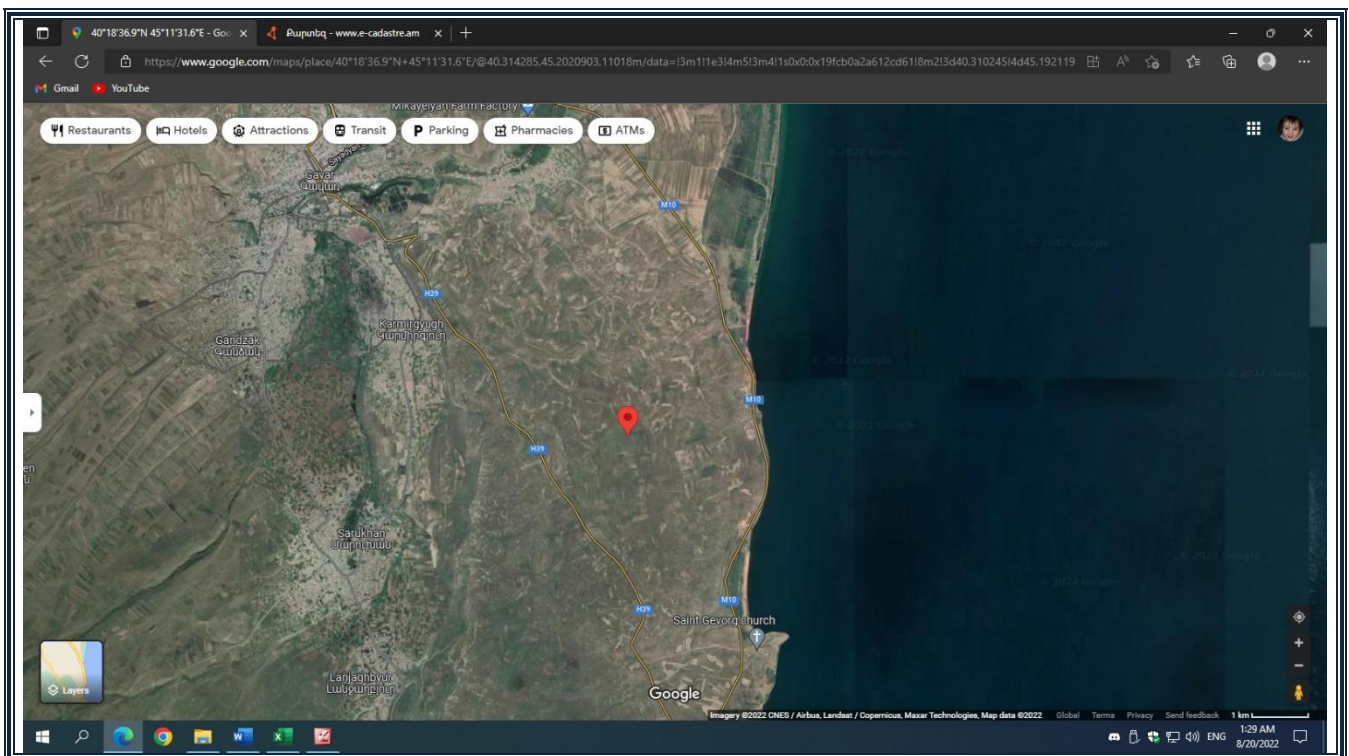 40°18'36.9"N 45°11'31.6"E - Goo
Քարտեզ - www.e-cadastre.am
https://www.google.com/maps/place/40°18'36.9"N+45°11'31.6"E/@40.314285,45.2020903,11018m/data=!3m1!1e3!4m5!3m4!1s0x0:0x19fcb0a2a612cd61!8m2!3d40.310245!4d45.192119
Gmail YouTube
Mikayelyan Farm Factory
Restaurants Hotels Attractions Transit Parking Pharmacies ATMs
© 2022 Google
Sayadyan
Gavar
Գավառ
M10
© 2022 Google
H39
Karmirgyugh
Կարմիրգյուղ
Gandzak
Գանձակ
© 2022 Google
© 2022 Google
M10
© 2022 Google
H39
en
Sarukhan
Սարուխան
© 2022 Google
© 2022 Google
M10
H39
Saint Gevorg church
Lanjaghbyur
Լանջաղբյուր
Layers
Google
Imagery ©2022 CNES / Airbus, Landsat / Copernicus, Maxar Technologies, Map data ©2022 Global Terms Privacy Send feedback 1 km
ENG
1:29 AM
8/20/2022